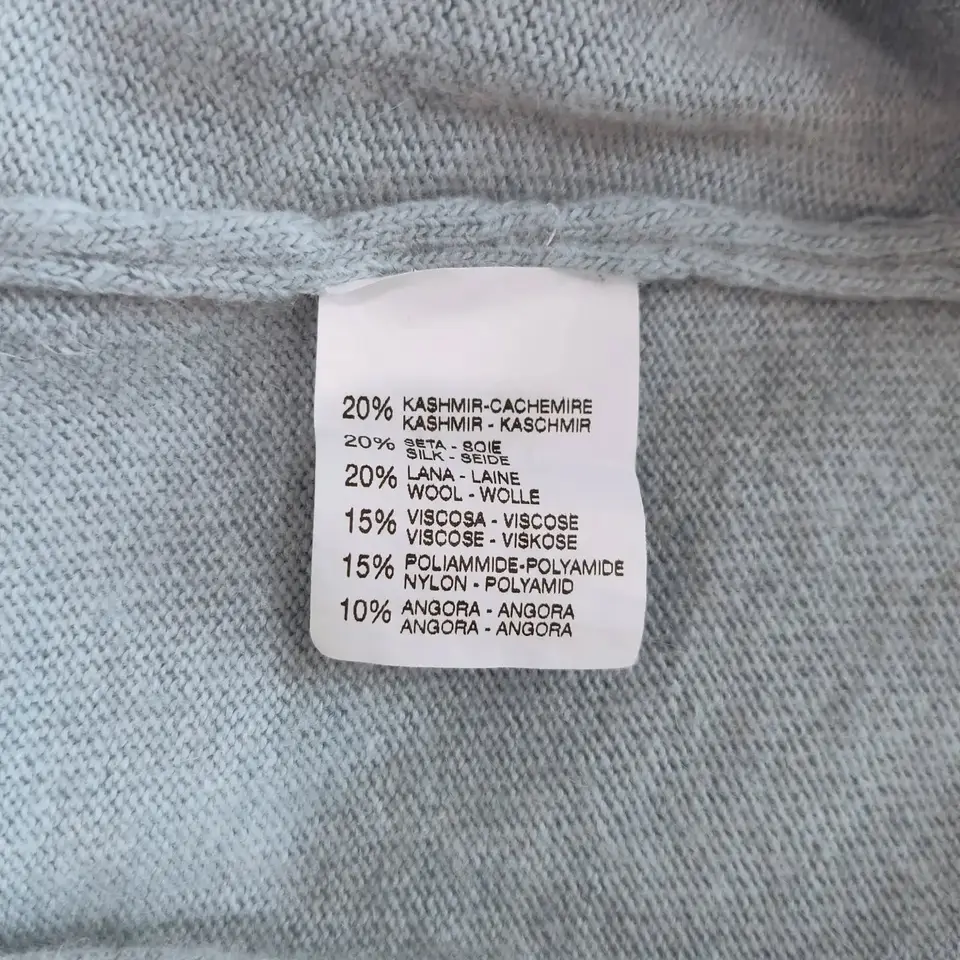 20% KASHMIR-CACHEMIRE
KASHMIR - KASCHMIR
20% SETA - SOIE
SILK - SEIDE
20% LANA - LAINE
WOOL - WOLLE
15% VISCOSA - VISCOSE
VISCOSE - VISKOSE
15% POLIAMMIDE-POLYAMIDE
NYLON - POLYAMID
10% ANGORA - ANGORA
ANGORA - ANGORA